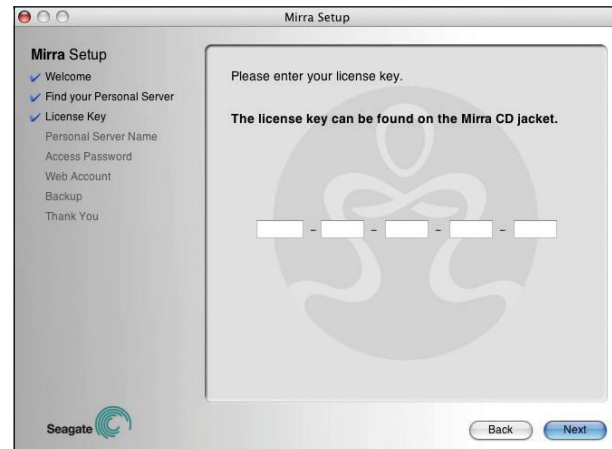 Mirra Setup
Mirra Setup
Welcome
Find your Personal Server
License Key
Personal Server Name
Access Password
Web Account
Backup
Thank You
Please enter your license key.
The license key can be found on the Mirra CD jacket.
- - - -
Seagate
Back
Next